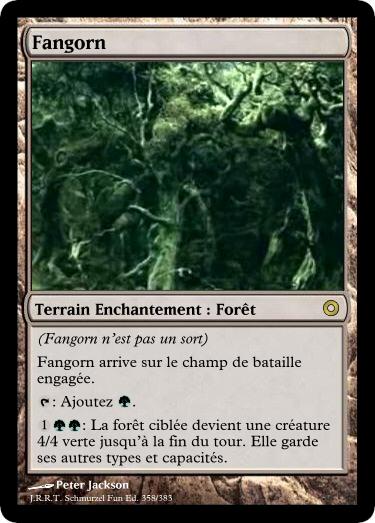 Fangorn
Terrain Enchantement : Forêt
(Fangorn n'est pas un sort)
Fangorn arrive sur le champ de bataille
engagée.
: Ajoutez .
1 : La forêt ciblée devient une créature
4/4 verte jusqu'à la fin du tour. Elle garde
ses autres types et capacités.
Peter Jackson
J.R.R.T. Schmurzel Fun Ed. 358/383